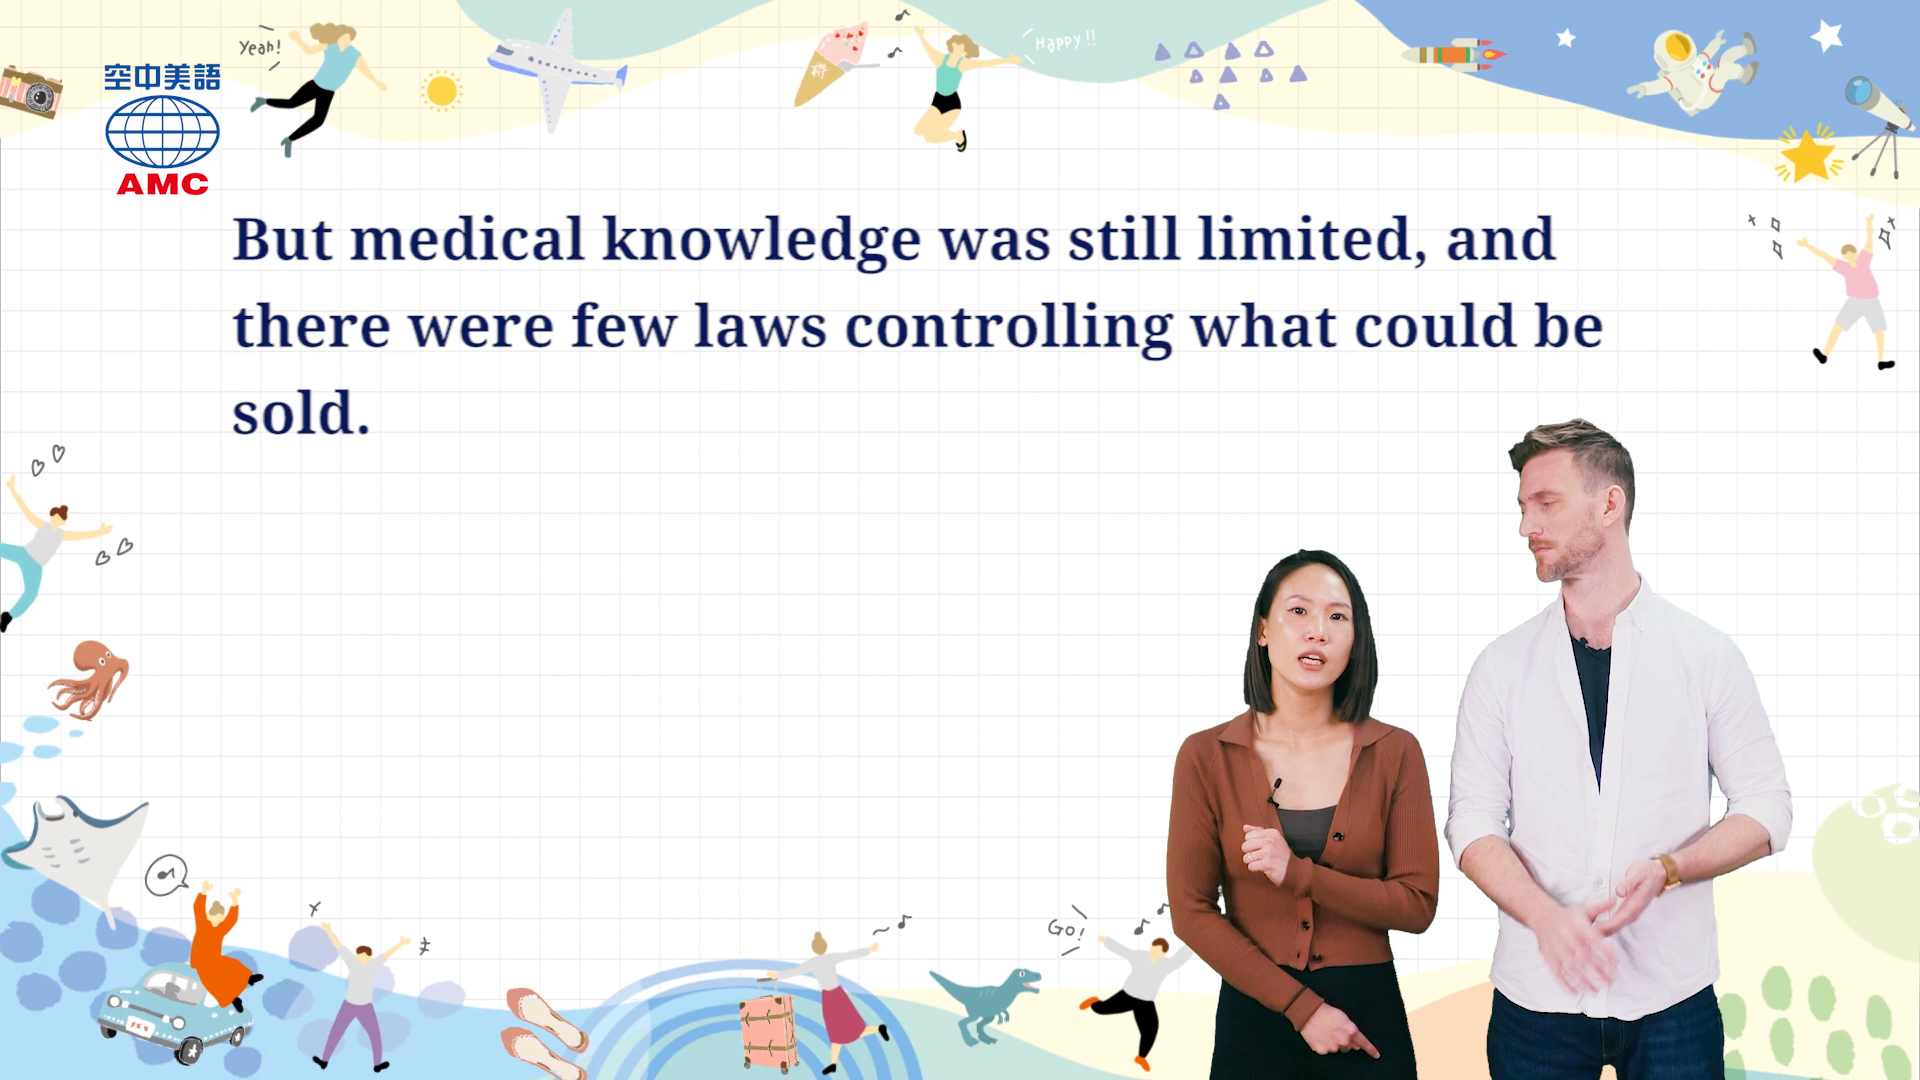 Yeah!
Happy!!
空中美語
AMC
But medical knowledge was still limited, and
there were few laws controlling what could be
sold.
Go!